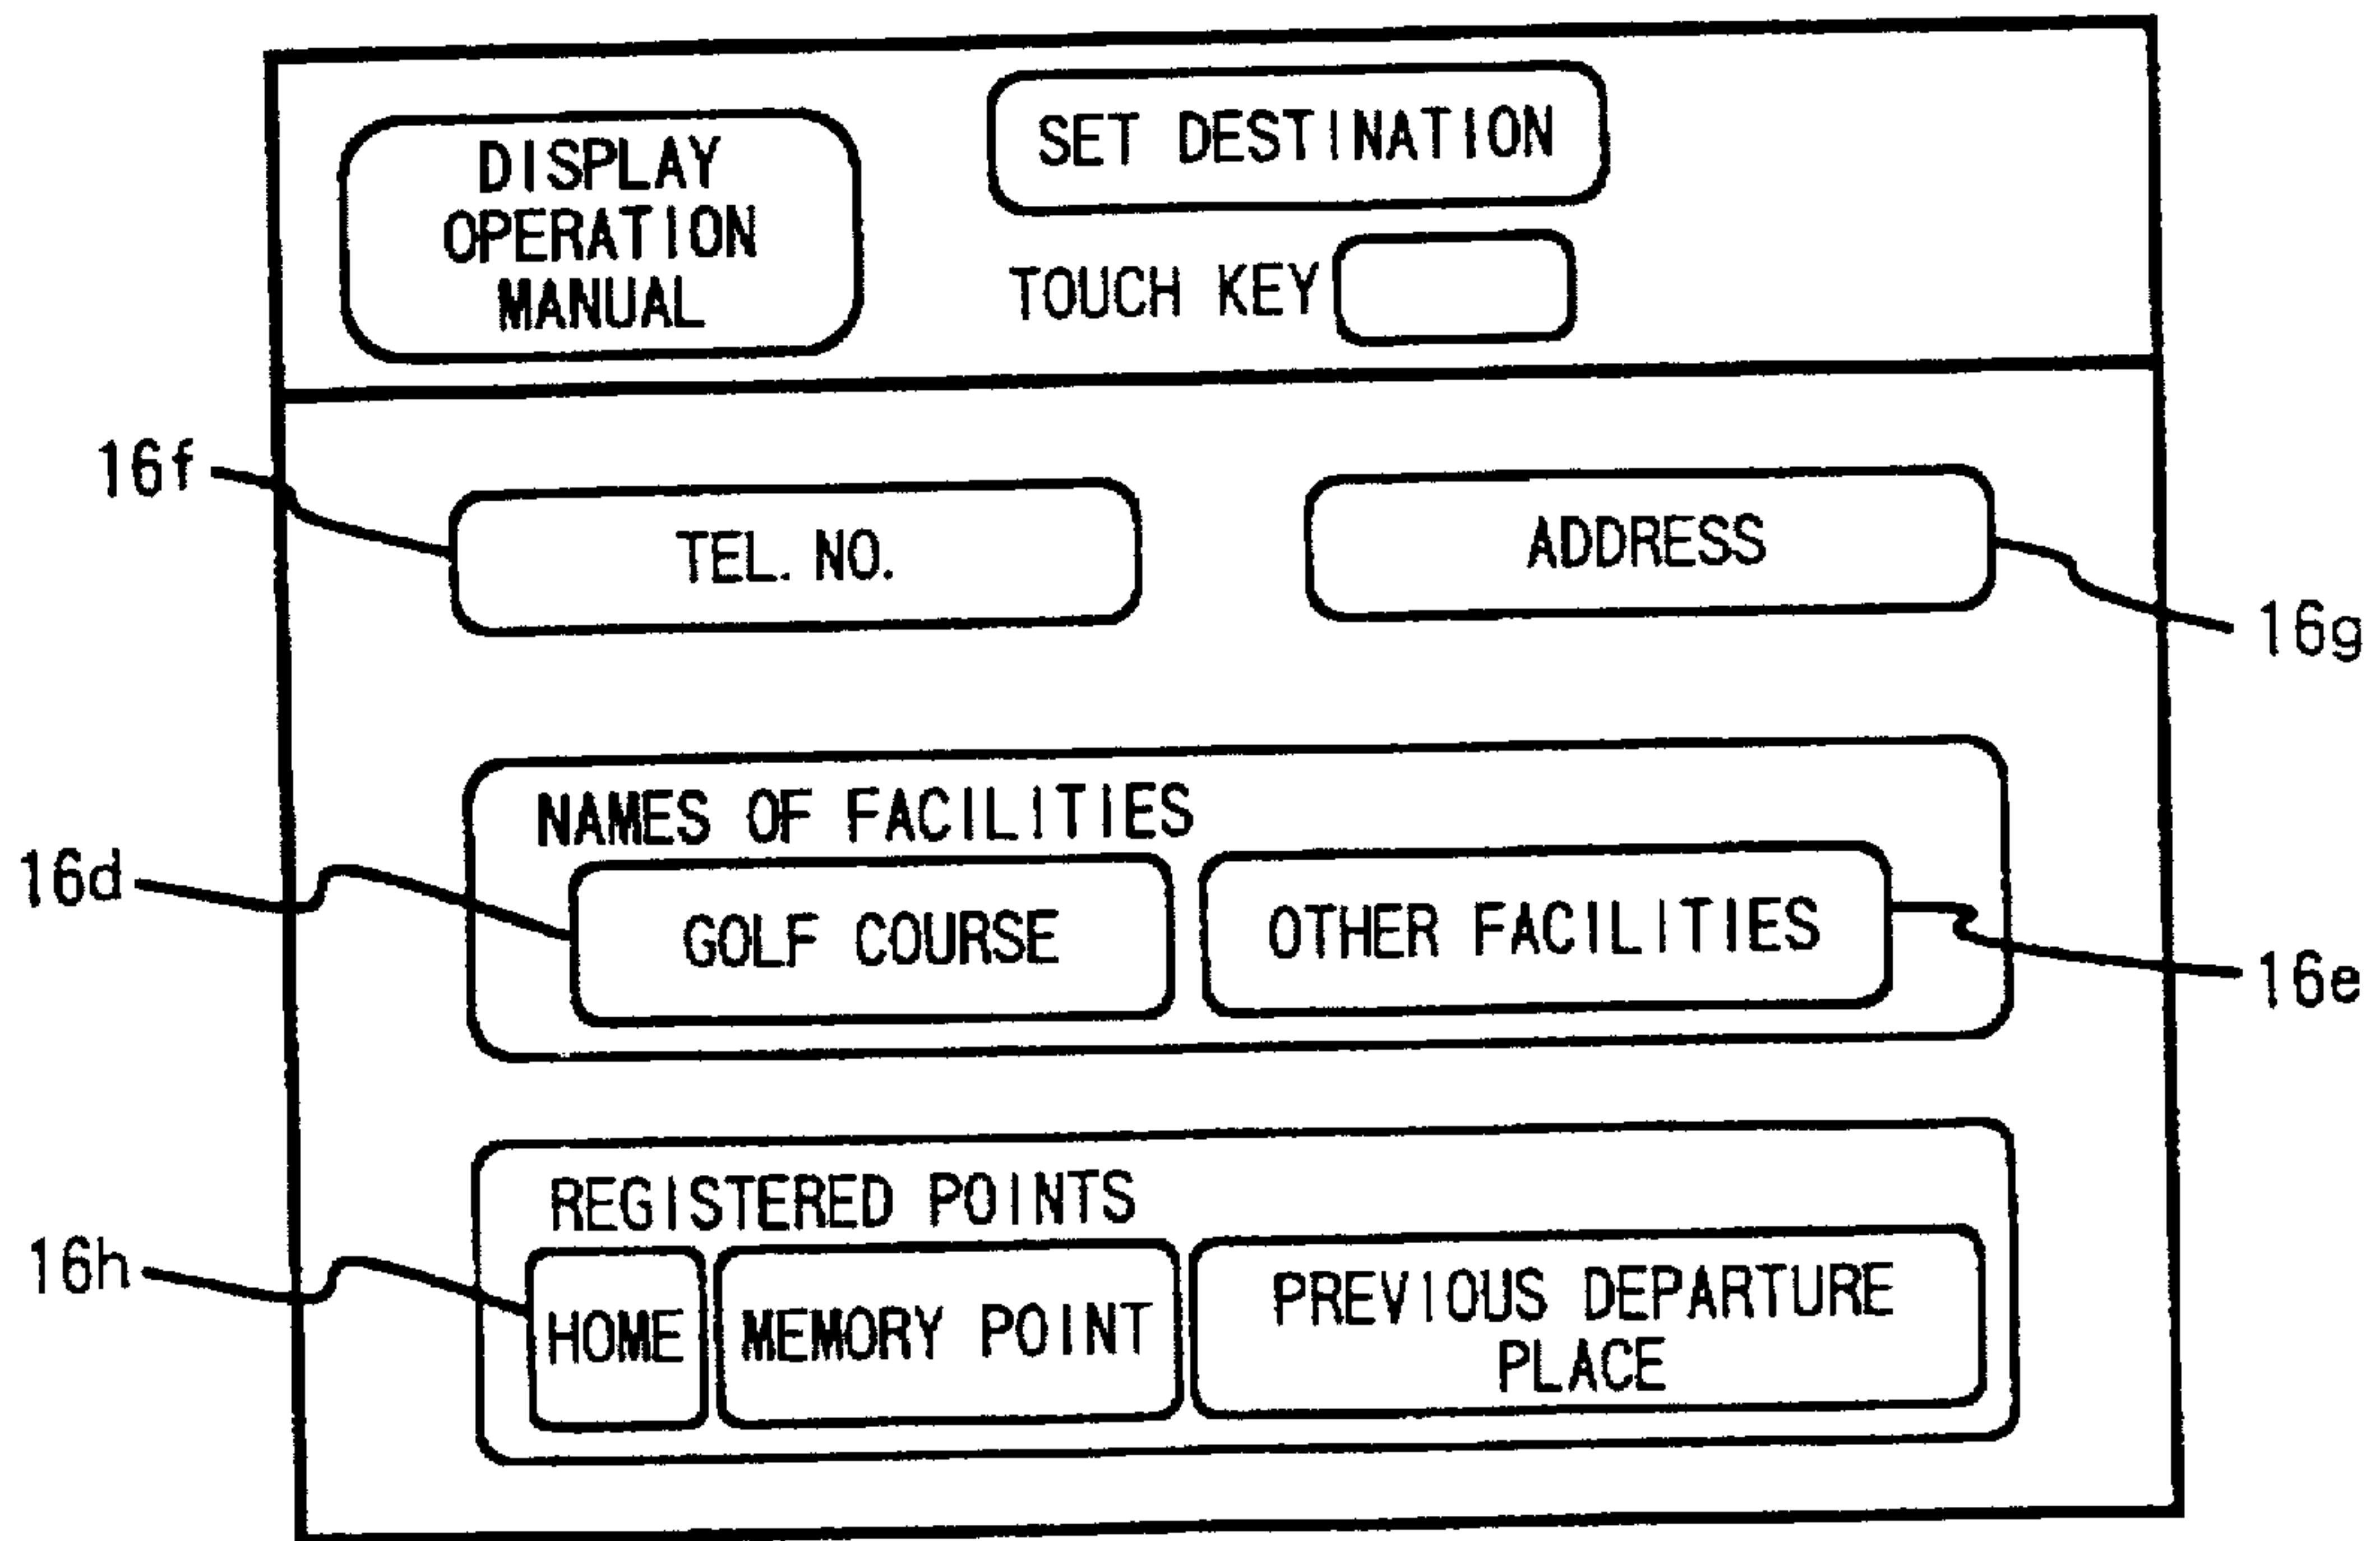 DISPLAY
OPERATION
MANUAL
SET DESTINATION
TOUCH KEY
16f
TEL. NO.
ADDRESS
16g
NAMES OF FACILITIES
16d
GOLF COURSE
OTHER FACILITIES
16e
REGISTERED POINTS
16h
HOME
MEMORY POINT
PREVIOUS DEPARTURE
PLACE